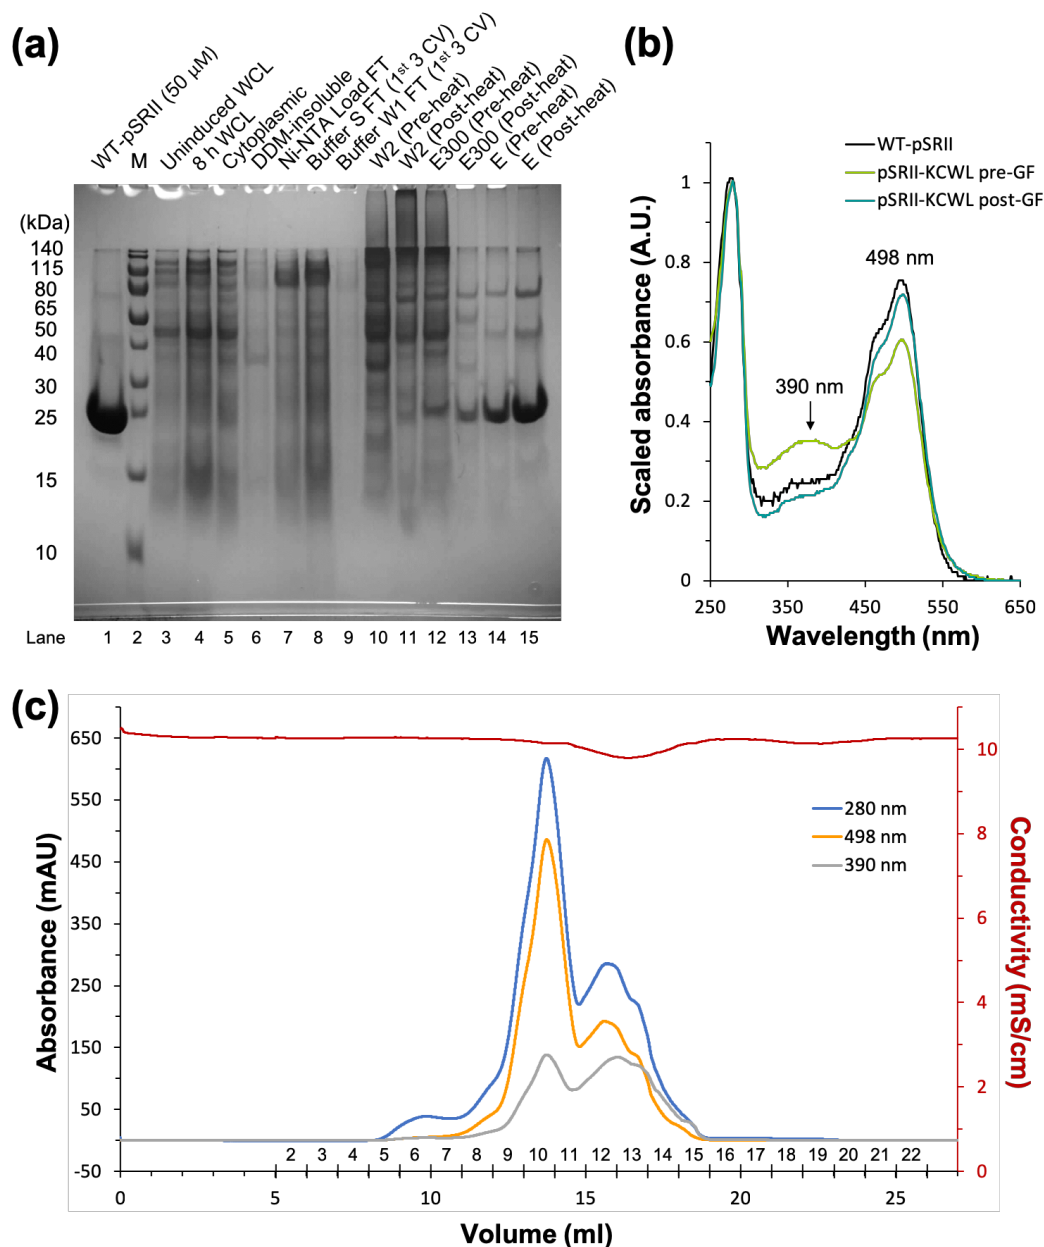 (a)
WT-pSRII (50 µM)
M
Uninduced WCL
8 h WCL
Cytoplasmic
DDM-insoluble
Ni-NTA Load FT
Buffer S FT (1st 3 CV)
Buffer W1 FT (1st 3 CV)
W2 (Pre-heat)
W2 (Post-heat)
E300 (Pre-heat)
E300 (Post-heat)
E (Pre-heat)
E (Post-heat)
(kDa)
140
115
80
65
50
40
30
25
15
10
Lane 1 2 3 4 5 6 7 8 9 10 11 12 13 14 15
(b)
WT-pSRII
pSRII-KCWL pre-GF
pSRII-KCWL post-GF
498 nm
390 nm
Scaled absorbance (A.U.)
1
0.8
0.6
0.4
0.2
0
250 350 450 550 650
Wavelength (nm)
(c)
280 nm
498 nm
390 nm
Absorbance (mAU)
650
550
450
350
250
150
50
-50
Conductivity (mS/cm)
10
8
6
4
2
0
2 3 4 5 6 7 8 9 10 11 12 13 14 15 16 17 18 19 20 21 22
0 5 10 15 20 25
Volume (ml)